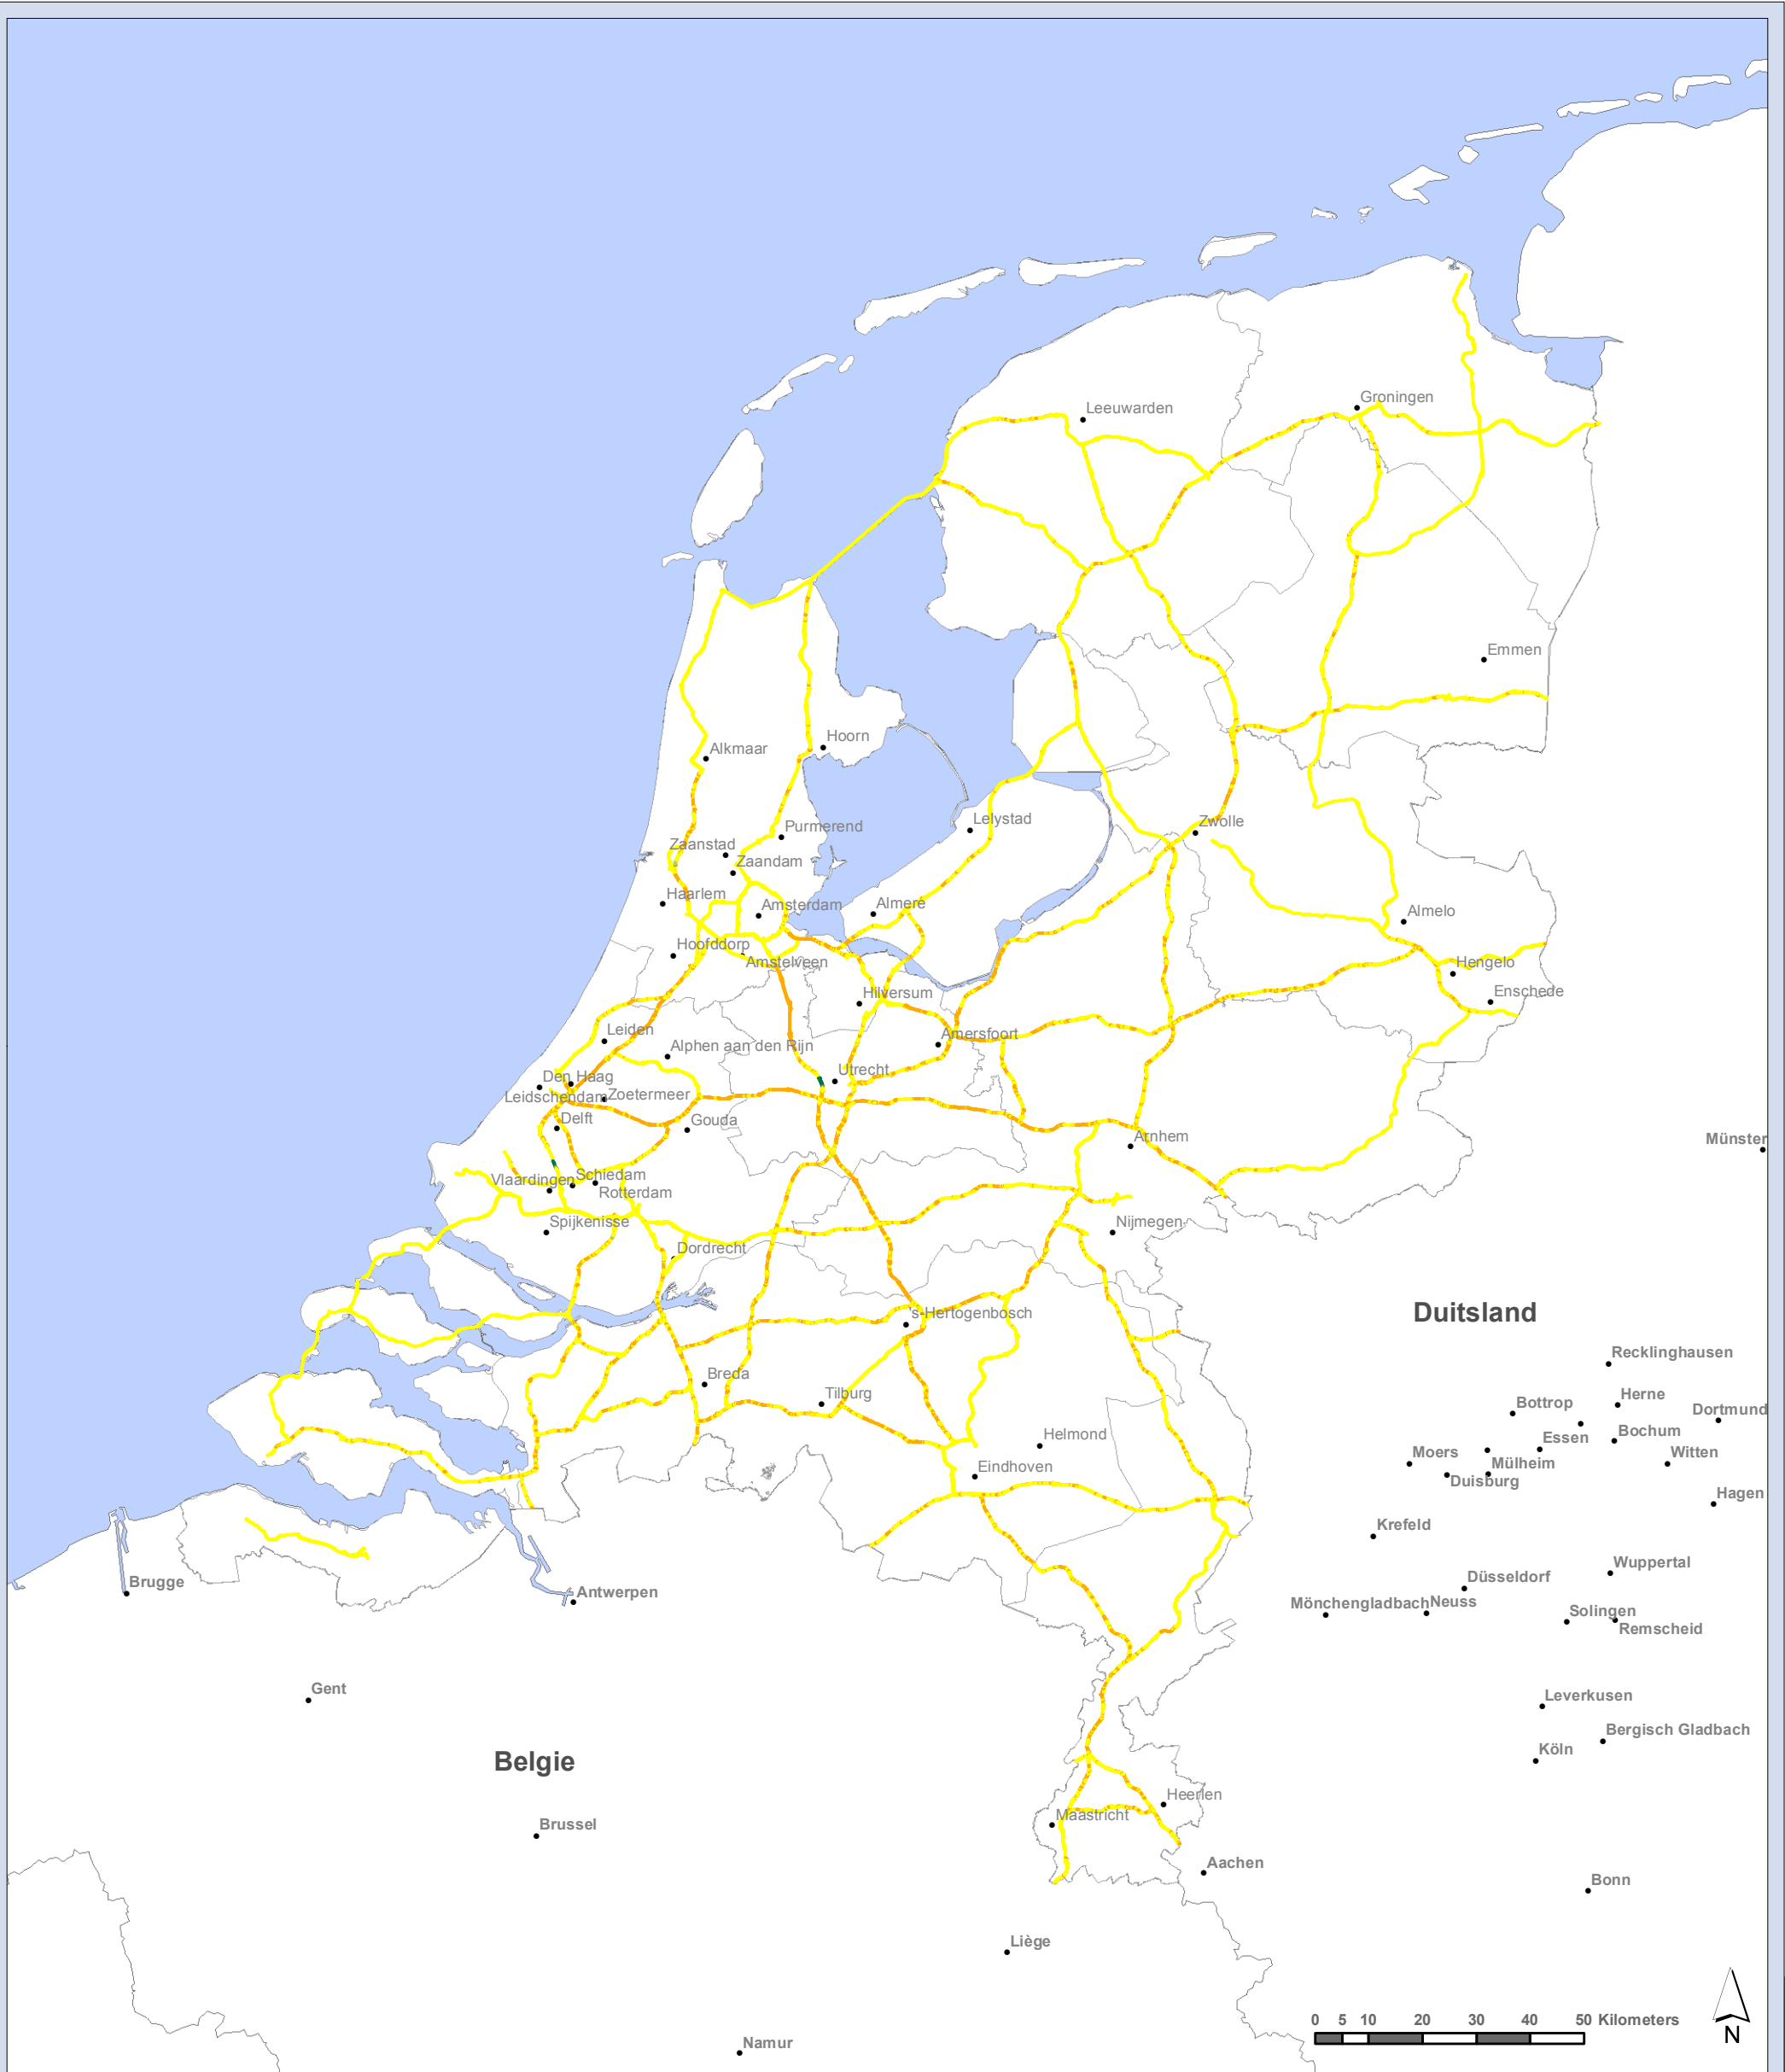 Groningen
Leeuwarden
Emmen
Hoorn
Alkmaar
Lelystad
Purmerend
Zwolle
Zaanstad
Zaandam
Haarlem
Amsterdam
Almere
Almelo
Hoofddorp
Amstelveen
Hengelo
Hilversum
Enschede
Leiden
Amersfoort
Alphen aan den Rijn
Utrecht
Den Haag
Leidschendam
Zoetermeer
Delft
Gouda
Arnhem
Münster
Schiedam
Vlaardingen
Rotterdam
Spijkenisse
Nijmegen
Dordrecht
's-Hertogenbosch
Duitsland
Recklinghausen
Breda
Tilburg
Herne
Bottrop
Dortmund
Helmond
Essen
Bochum
Moers
Mülheim
Witten
Eindhoven
Duisburg
Hagen
Krefeld
Wuppertal
Brugge
Düsseldorf
Antwerpen
Mönchengladbach
Neuss
Solingen
Remscheid
Gent
Leverkusen
Bergisch Gladbach
Belgie
Köln
Heerlen
Maastricht
Brussel
Aachen
Bonn
Liège
0 5 10 20 30 40 50 Kilometers
N
Namur